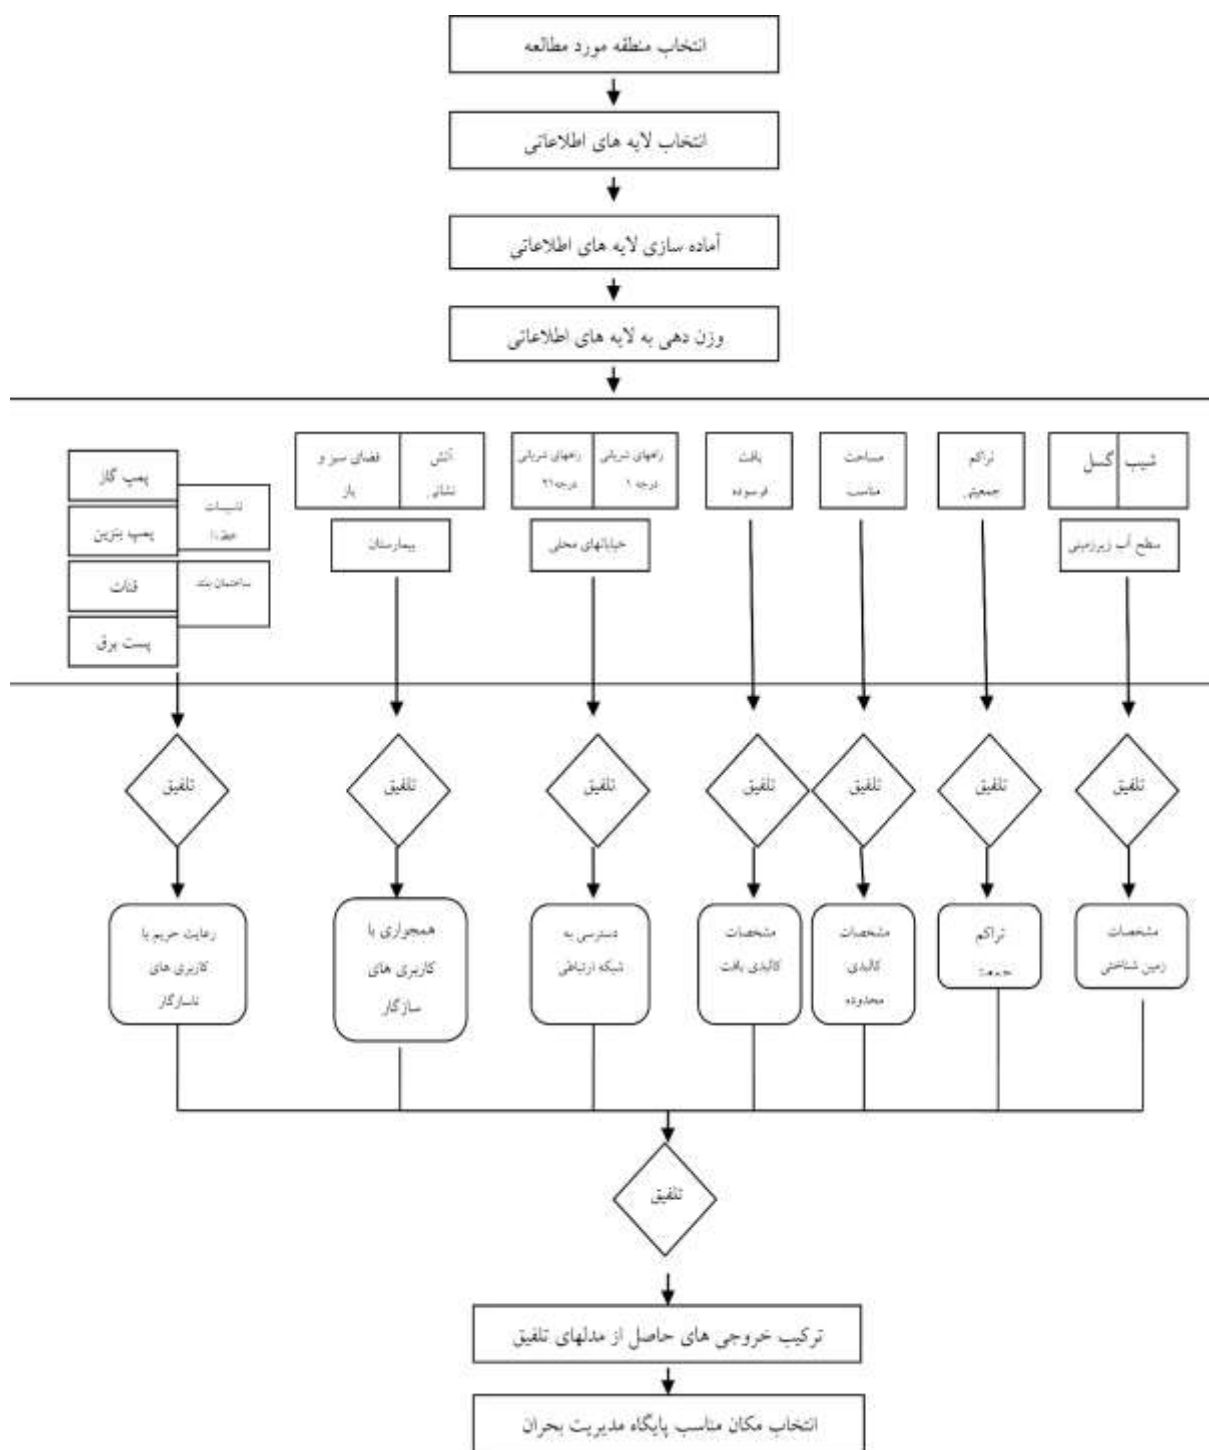 انتخاب منطقه مورد مطالعه
انتخاب لایه های اطلاعاتی
آماده سازی لایه های اطلاعاتی
وزن دهی به لایه های اطلاعاتی
شیب
گسل
سطح آب زیرزمینی
تراکم
جمعیتی
مساحت
مناسب
بافت
فرسوده
راههای شریانی
درجه ۱
راههای شریانی
درجه ۲۱
خیابانهای محلی
آتش
نشانی
فضای سبز و
باز
بیمارستان
تاسیسات
ساختمان بلند
پمپ گاز
پمپ بنزین
قنات
پست برق
تلفیق
تلفیق
تلفیق
تلفیق
تلفیق
تلفیق
تلفیق
مشخصات
زمین شناختی
تراکم
مشخصات
کالبدی
محدوده
مشخصات
کالبدی بافت
دسترسی به
شبکه ارتباطی
همجواری با
کاربری های
سازگار
رعایت حریم با
کاربری های
ناسازگار
تلفیق
ترکیب خروجی های حاصل از مدلهای تلفیق
انتخاب مکان مناسب پایگاه مدیریت بحران